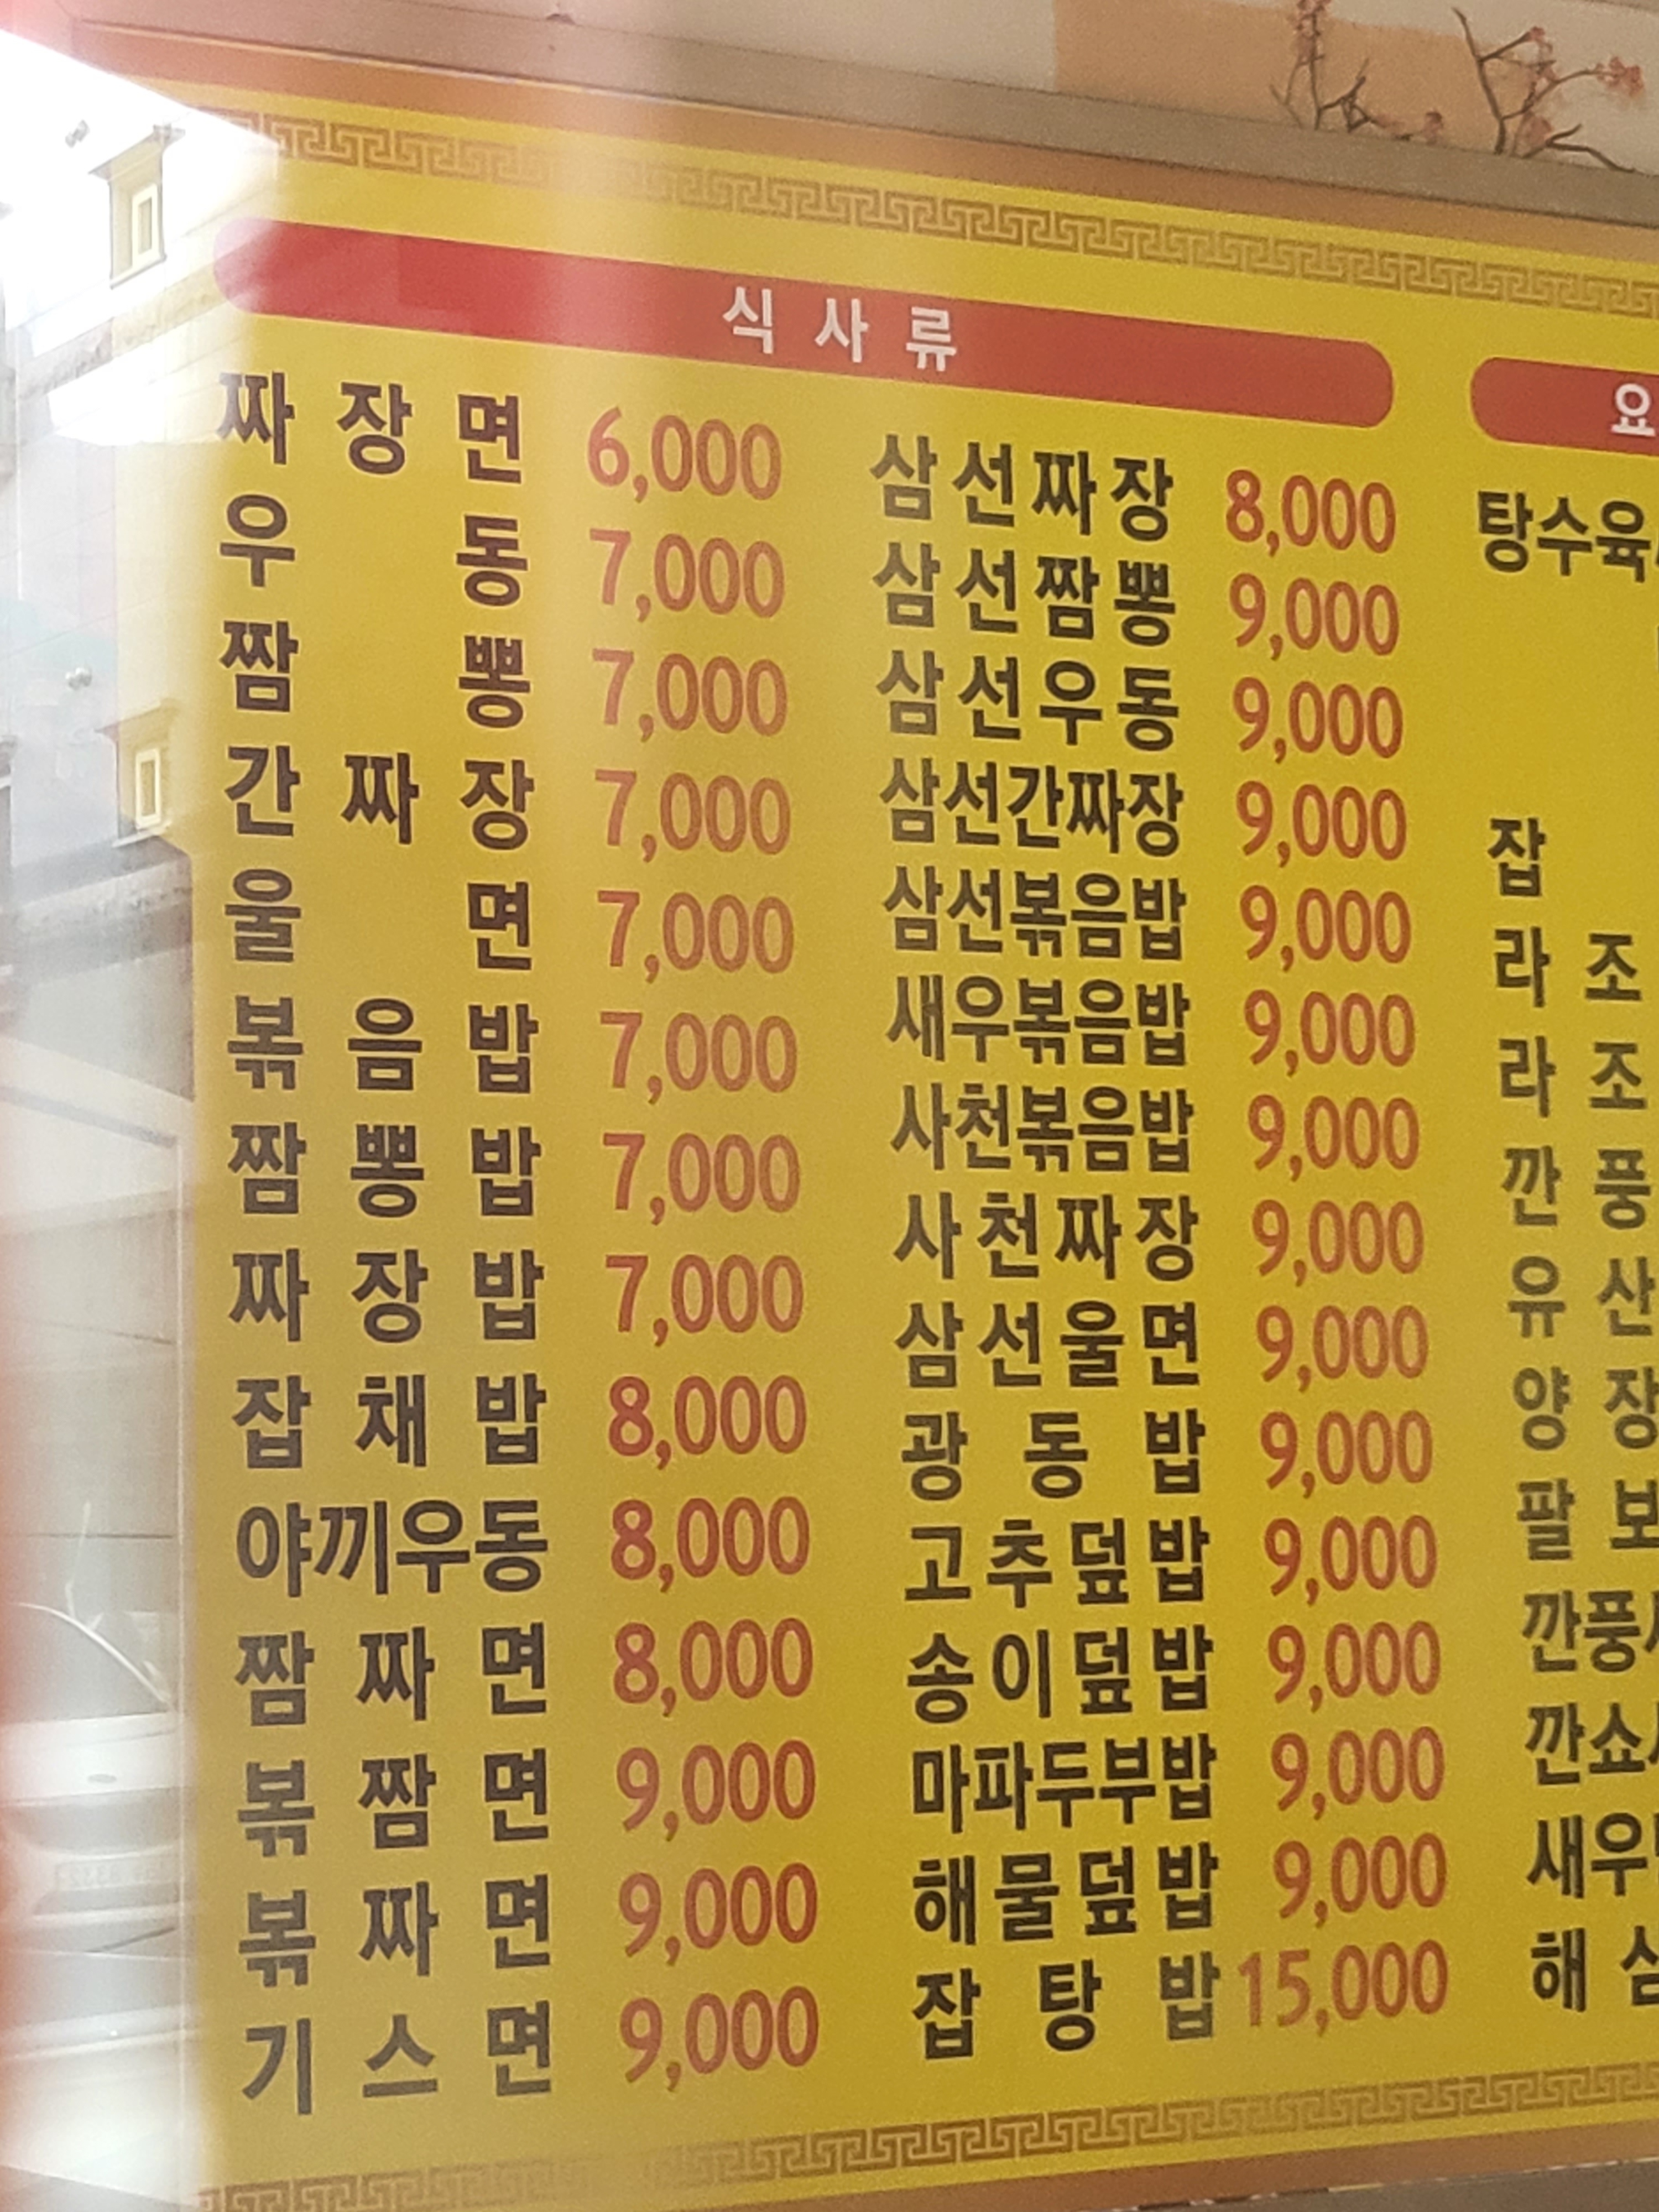 식사류
짜장면 6,000
우동 7,000
짬뽕 7,000
간짜장 7,000
울면 7,000
볶음밥 7,000
짬뽕밥 7,000
짜장밥 7,000
잡채밥 8,000
야끼우동 8,000
짬짜면 8,000
볶짬면 9,000
볶짜면 9,000
기스면 9,000
삼선짜장 8,000
삼선짬뽕 9,000
삼선우동 9,000
삼선간짜장 9,000
삼선볶음밥 9,000
새우볶음밥 9,000
사천볶음밥 9,000
사천짜장 9,000
삼선울면 9,000
광동밥 9,000
고추덮밥 9,000
송이덮밥 9,000
마파두부밥 9,000
해물덮밥 9,000
잡탕밥 15,000
요
탕수육
잡
라조
라조
깐풍
유산
양장
팔보
깐풍
깐쇼
새우
해삼